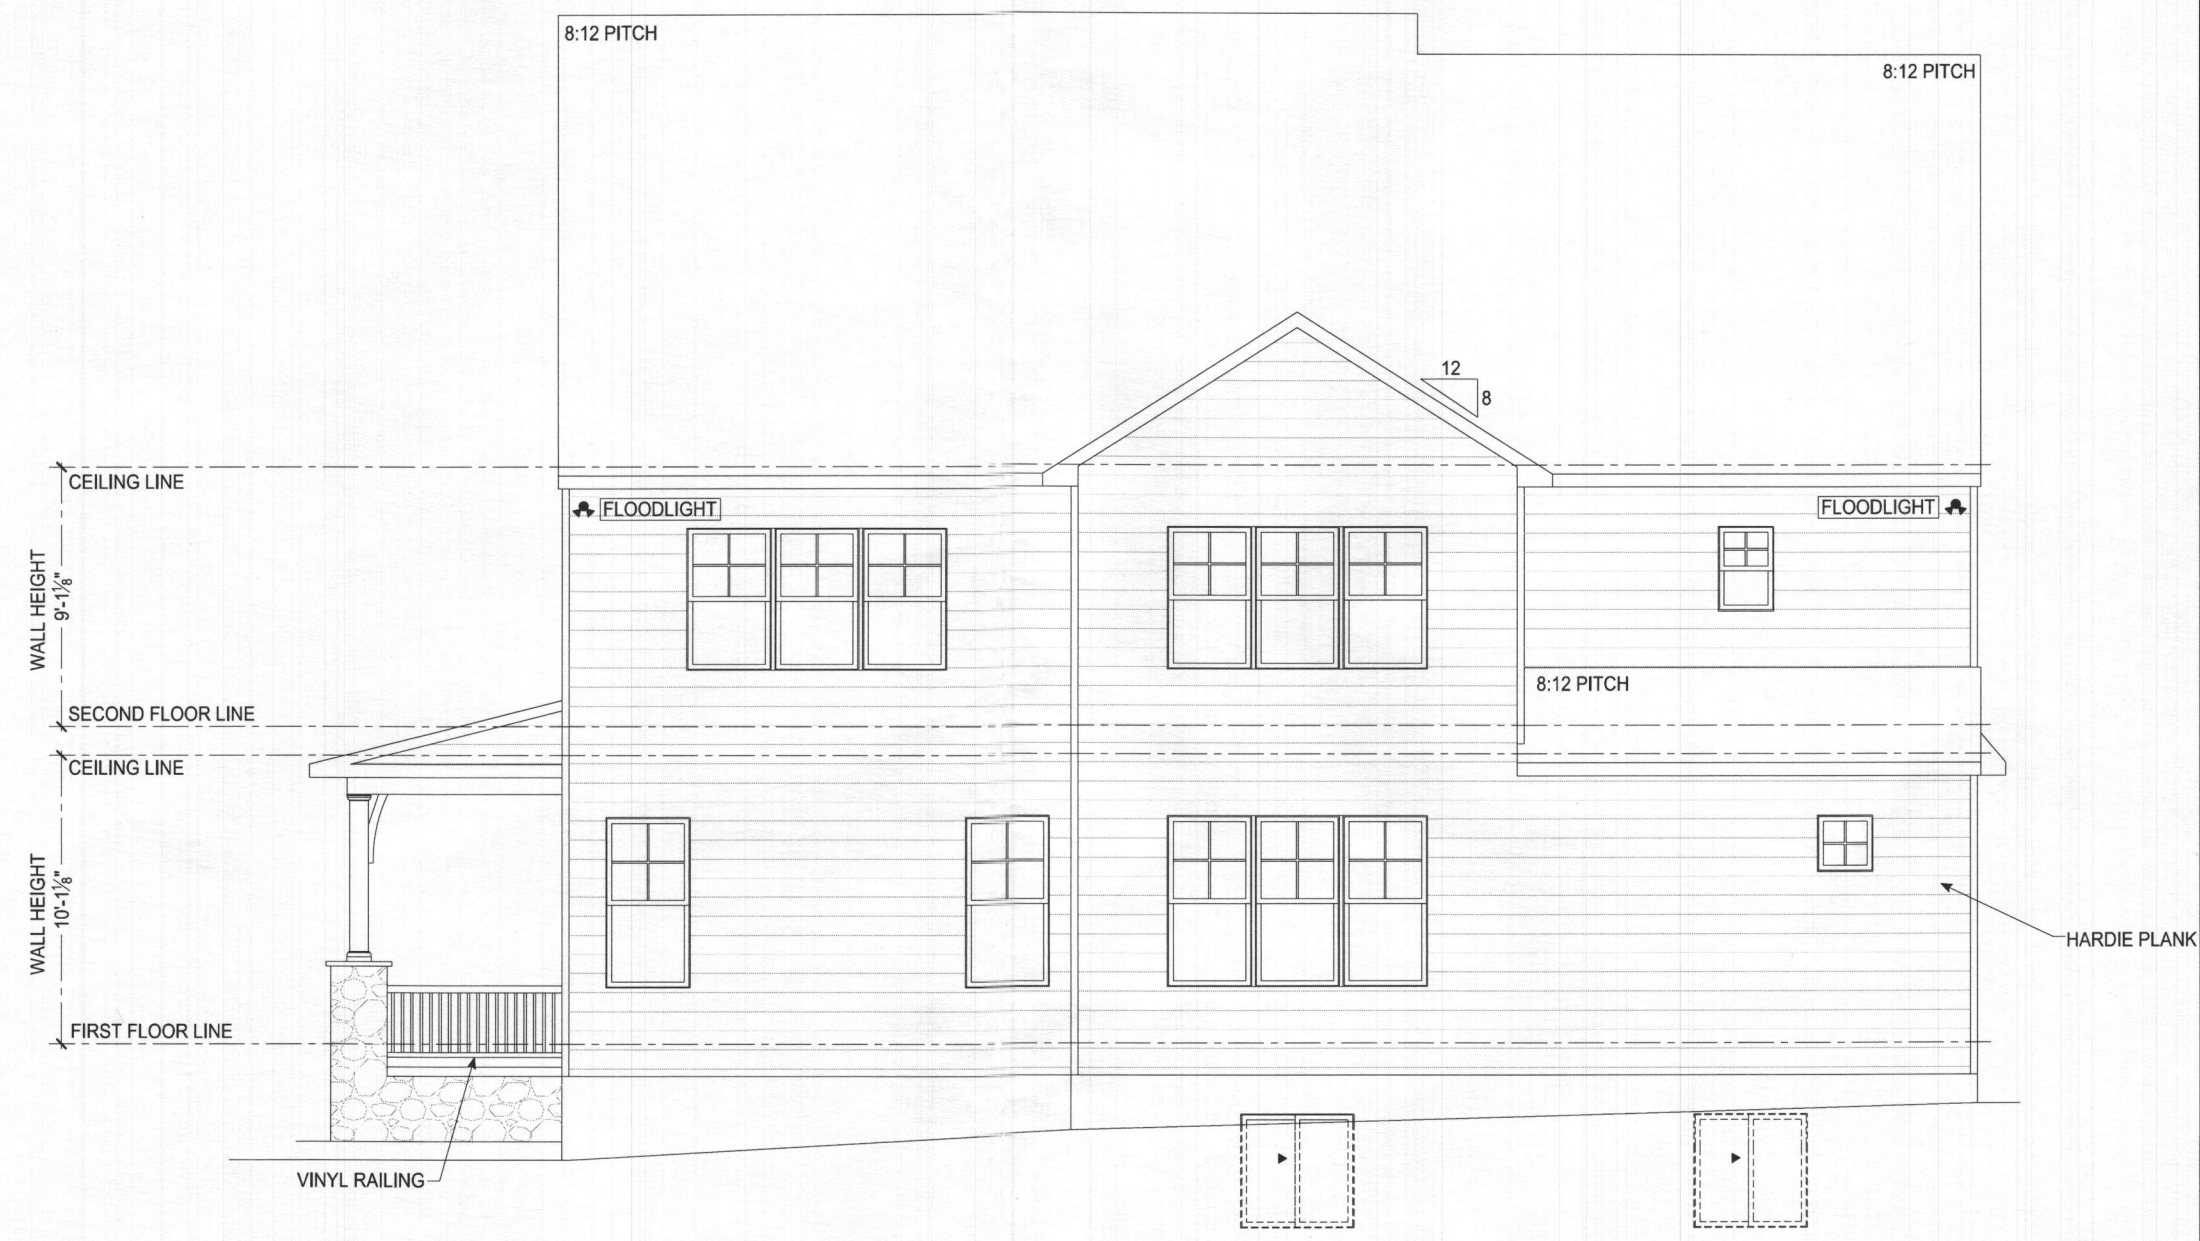 8:12 PITCH
8:12 PITCH
12
8
CEILING LINE
FLOODLIGHT
FLOODLIGHT
WALL HEIGHT
9'-1⅛"
8:12 PITCH
SECOND FLOOR LINE
CEILING LINE
WALL HEIGHT
10'-1⅛"
HARDIE PLANK
FIRST FLOOR LINE
VINYL RAILING